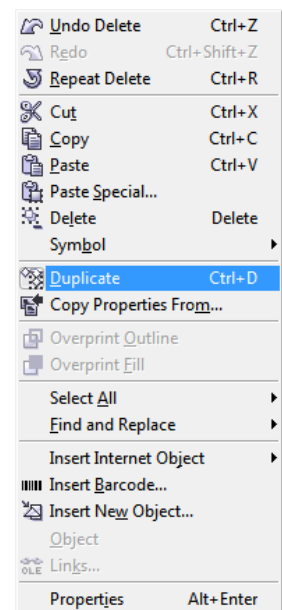 Undo Delete Ctrl+Z
Redo Ctrl+Shift+Z
Repeat Delete Ctrl+R
Cut Ctrl+X
Copy Ctrl+C
Paste Ctrl+V
Paste Special...
Delete Delete
Symbol
Duplicate Ctrl+D
Copy Properties From...
Overprint Outline
Overprint Fill
Select All
Find and Replace
Insert Internet Object
Insert Barcode...
Insert New Object...
Object
OLE Links...
Properties Alt+Enter